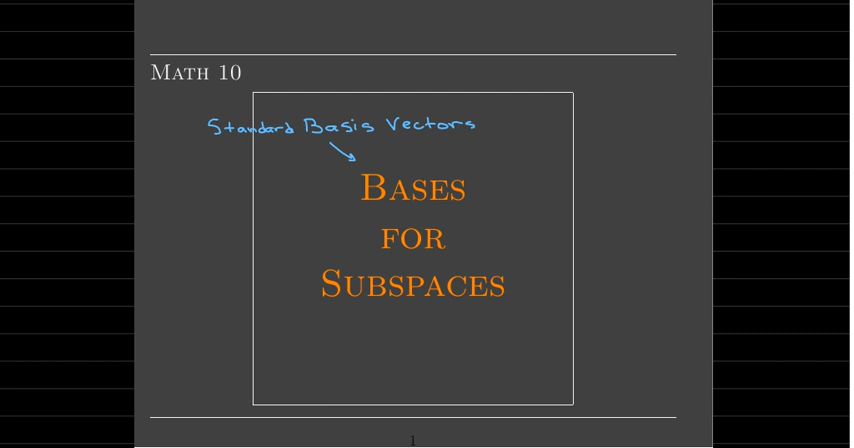 Math 10
Standard Basis Vectors
Bases
for
Subspaces
1